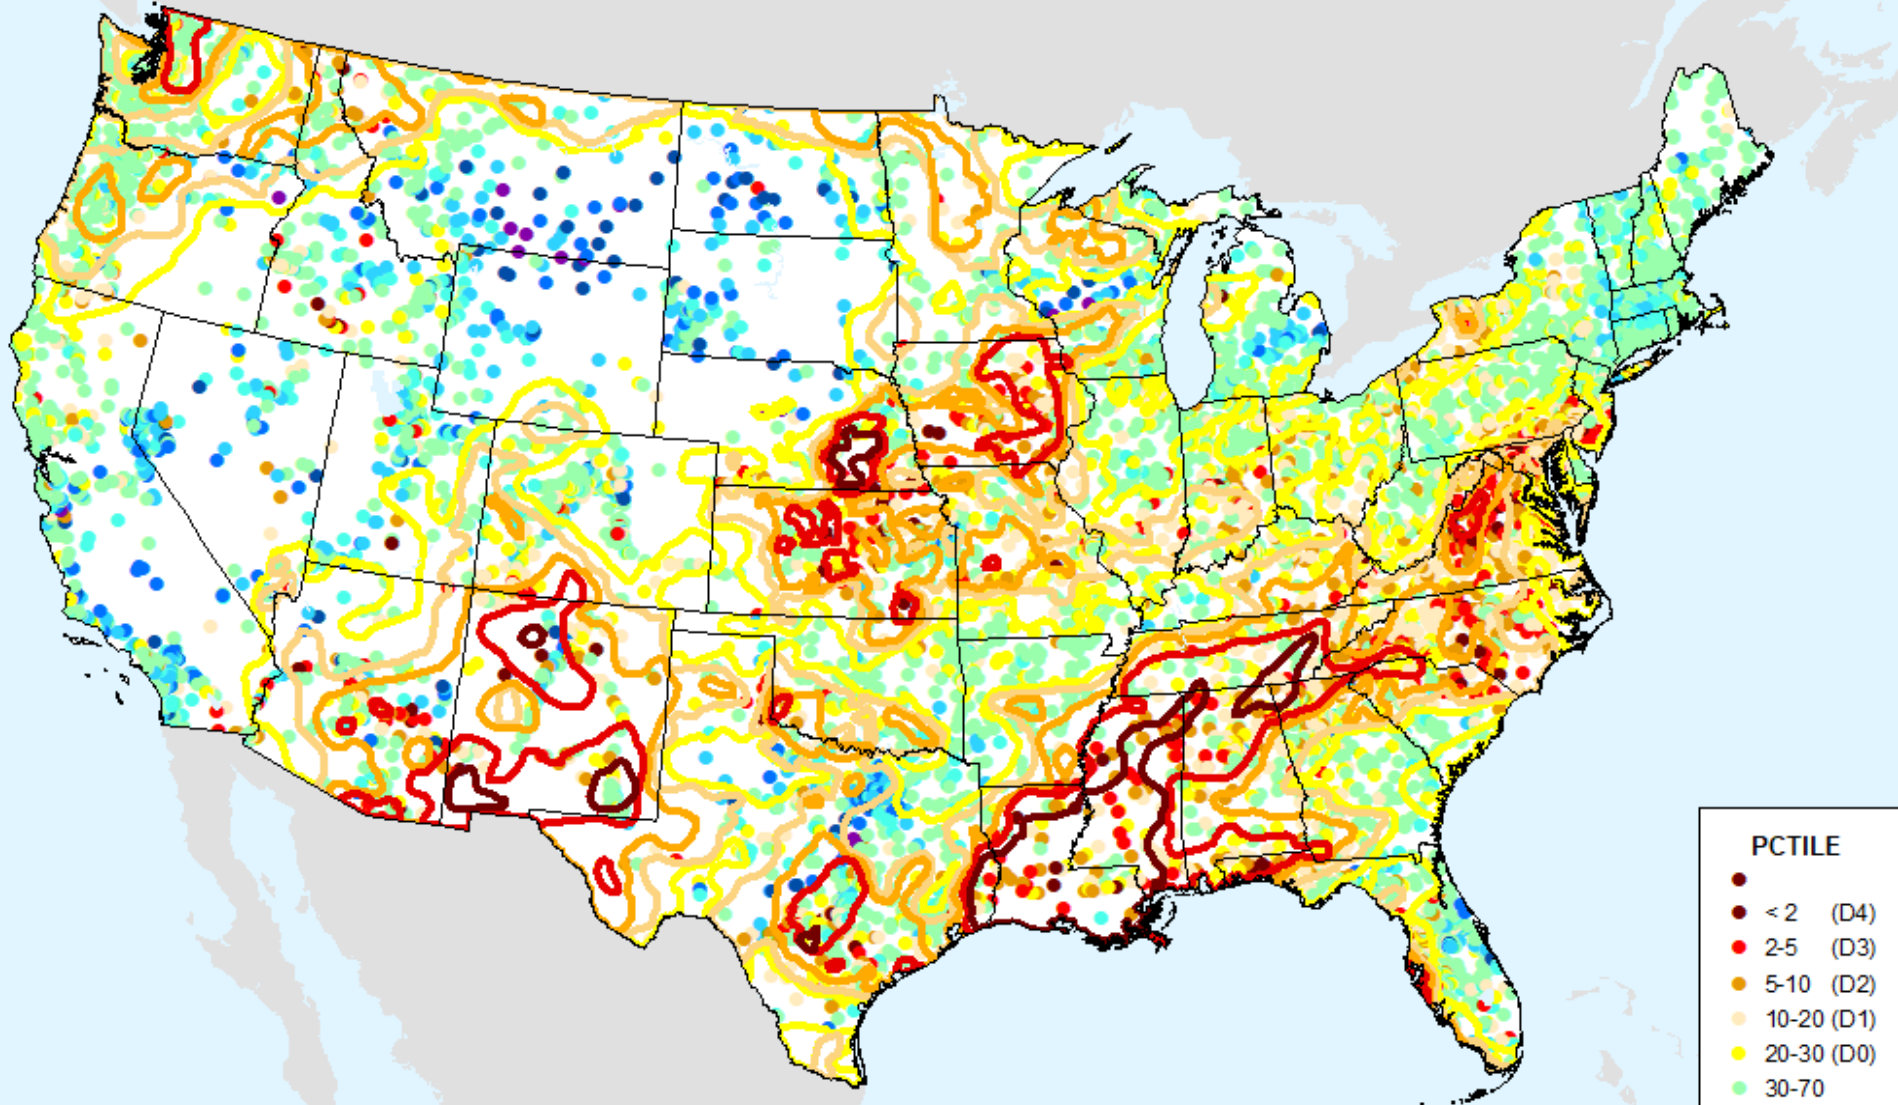 PCTILE
< 2 (D4)
2-5 (D3)
5-10 (D2)
10-20 (D1)
20-30 (D0)
30-70